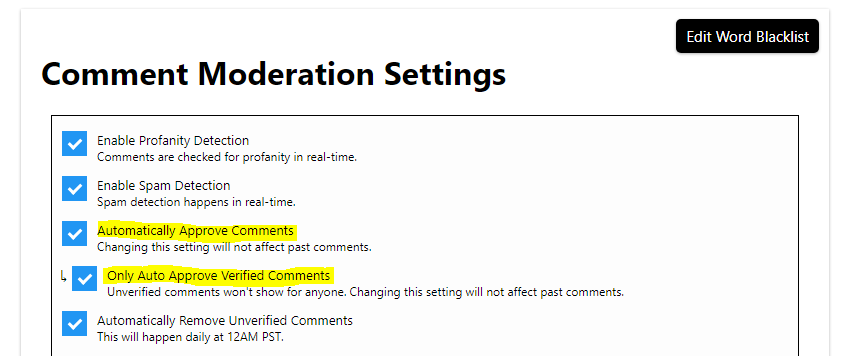 Edit Word Blacklist
Comment Moderation Settings
Enable Profanity Detection
Comments are checked for profanity in real-time.
Enable Spam Detection
Spam detection happens in real-time.
Automatically Approve Comments
Changing this setting will not affect past comments.
Only Auto Approve Verified Comments
Unverified comments won't show for anyone. Changing this setting will not affect past comments.
Automatically Remove Unverified Comments
This will happen daily at 12AM PST.